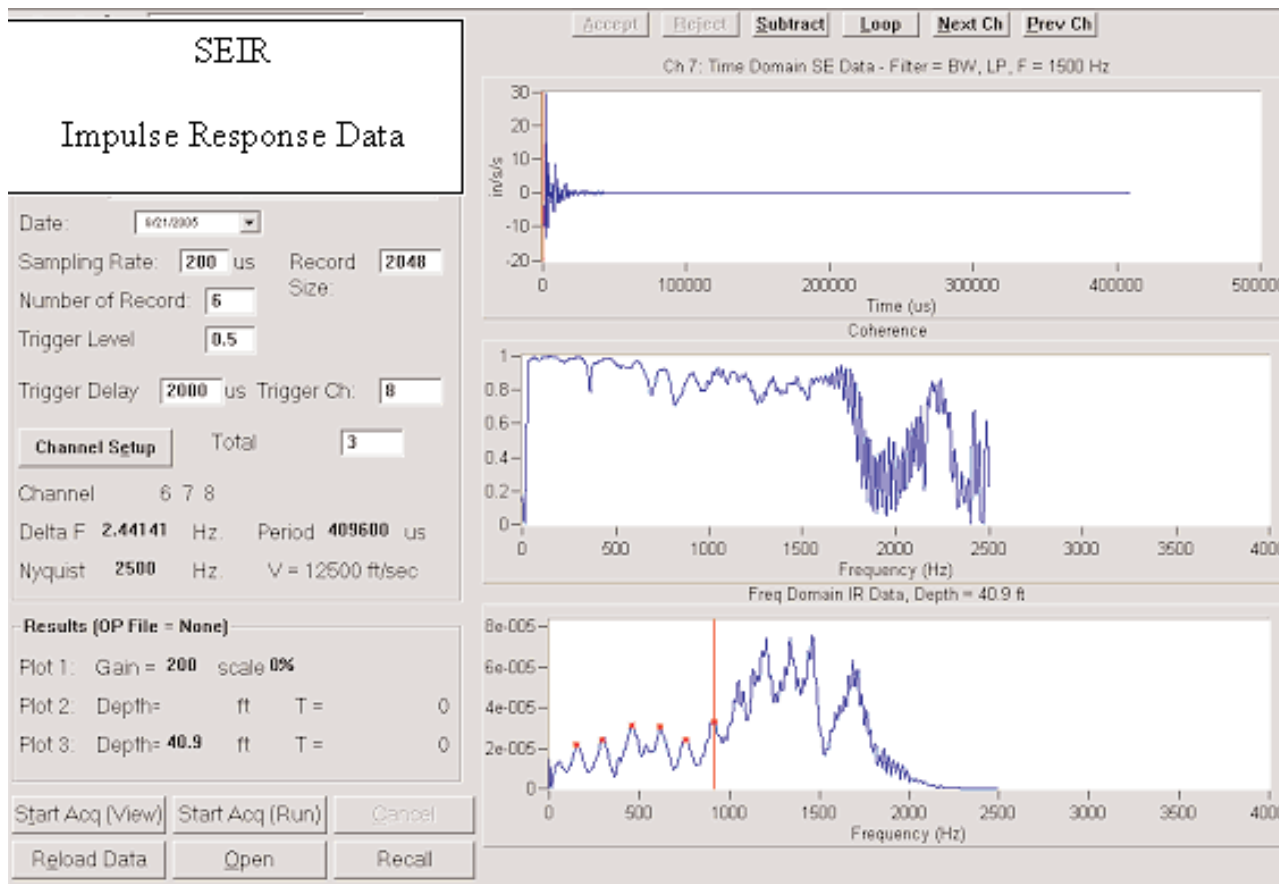 SEIR
Impulse Response Data
Date: 8/21/2005
Sampling Rate: 200 us Record Size: 2048
Number of Record: 6
Trigger Level 0.5
Trigger Delay 2000 us Trigger Ch: 8
Channel Setup Total 3
Channel 6 7 8
Delta F 2.44141 Hz. Period 409600 us
Nyquist 2500 Hz. V = 12500 ft/sec
Results (OP File = None)
Plot 1: Gain = 200 scale 0%
Plot 2: Depth= ft T = 0
Plot 3: Depth= 40.9 ft T = 0
Start Acq (View) Start Acq (Run) Cancel
Reload Data Open Recall
Accept Reject Subtract Loop Next Ch Prev Ch
Ch 7: Time Domain SE Data - Filter = BW, LP, F = 1500 Hz
30
20
10
0
-10
-20
in/s/s
0 100000 200000 300000 400000 500000
Time (us)
Coherence
1
0.8
0.6
0.4
0.2
0
0 500 1000 1500 2000 2500 3000 3500 400
Frequency (Hz)
Freq Domain IR Data, Depth = 40.9 ft
8e-005
6e-005
4e-005
2e-005
0
0 500 1000 1500 2000 2500 3000 3500 400
Frequency (Hz)